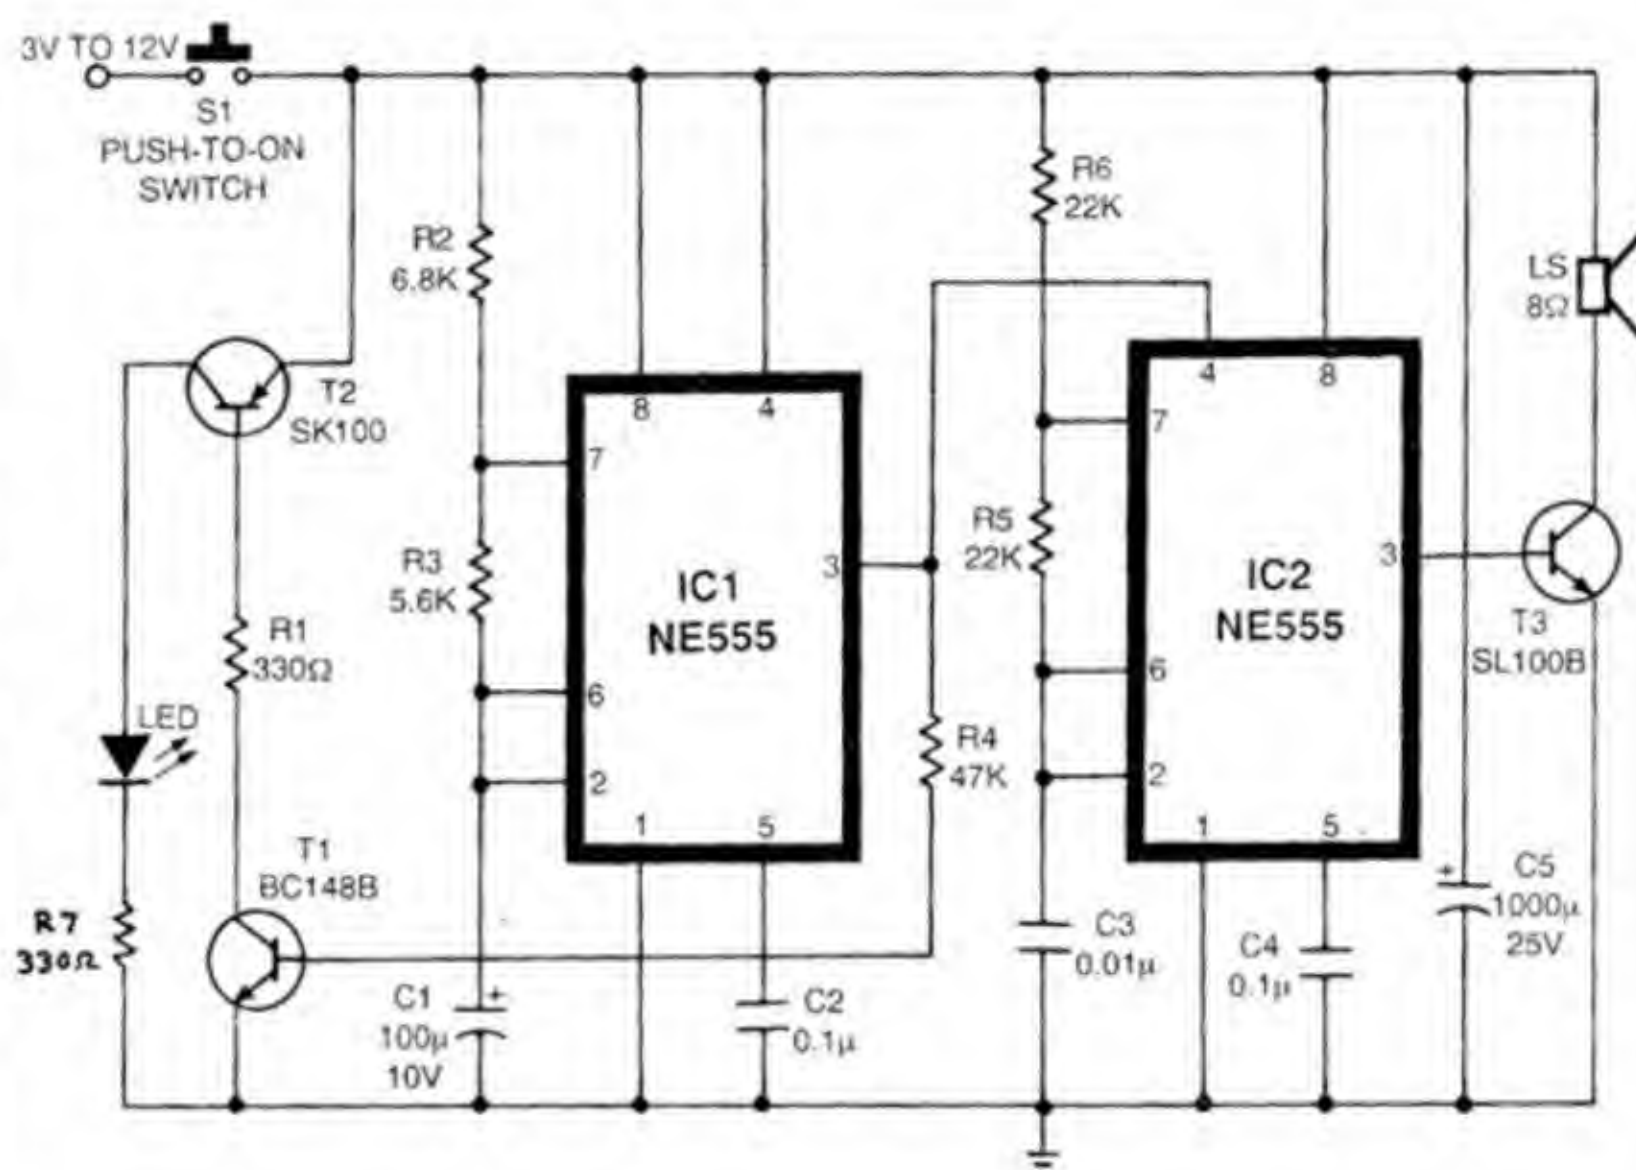 3V TO 12V
S1
PUSH-TO-ON
SWITCH
R2
6.8K
R6
22K
LS
8Ω
T2
SK100
8
4
7
4
8
7
R3
5.6K
R1
330Ω
3
IC1
NE555
R5
22K
IC2
NE555
3
T3
SL100B
6
6
LED
R4
47K
2
2
1
5
1
5
T1
BC148B
R7
330Ω
C1
+
100μ
10V
C2
0.1μ
C3
0.01μ
C4
0.1μ
+
C5
1000μ
25V